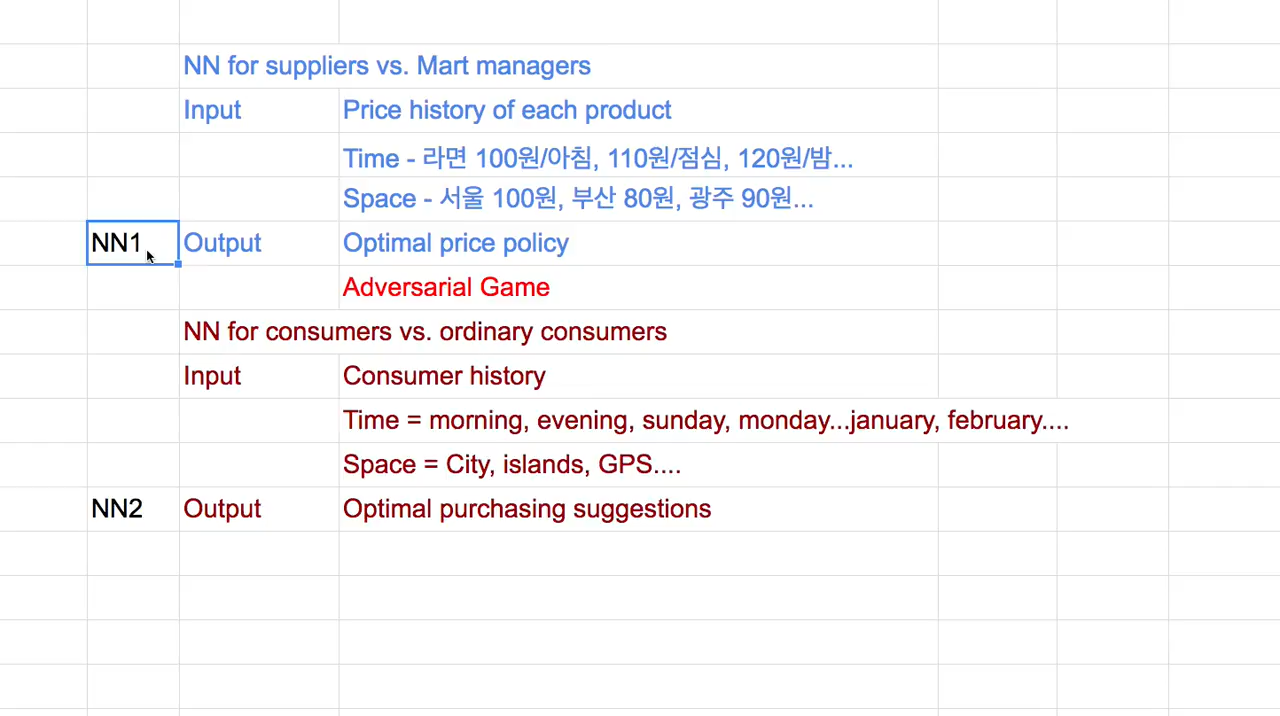 NN for suppliers vs. Mart managers
Input Price history of each product
Time - 라면 100원/아침, 110원/점심, 120원/밤...
Space - 서울 100원, 부산 80원, 광주 90원...
NN1 Output Optimal price policy
Adversarial Game
NN for consumers vs. ordinary consumers
Input Consumer history
Time = morning, evening, sunday, monday...january, february....
Space = City, islands, GPS....
NN2 Output Optimal purchasing suggestions